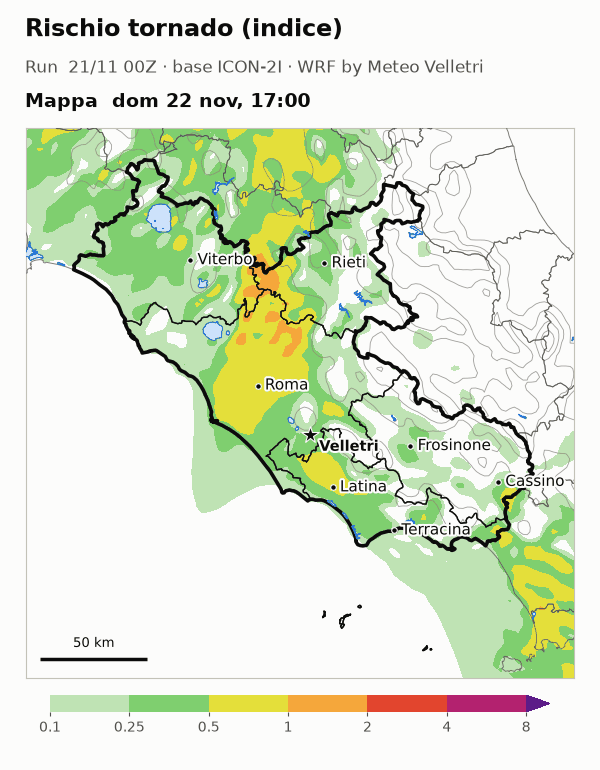 Rischio tornado (indice)
Run  21/11 00Z · base ICON-2I · WRF by Meteo Velletri
Mappa  dom 22 nov, 17:00
Viterbo
Rieti
Roma
Velletri
Frosinone
Cassino
Latina
Terracina
50 km
0.1 0.25 0.5 1 2 4 8